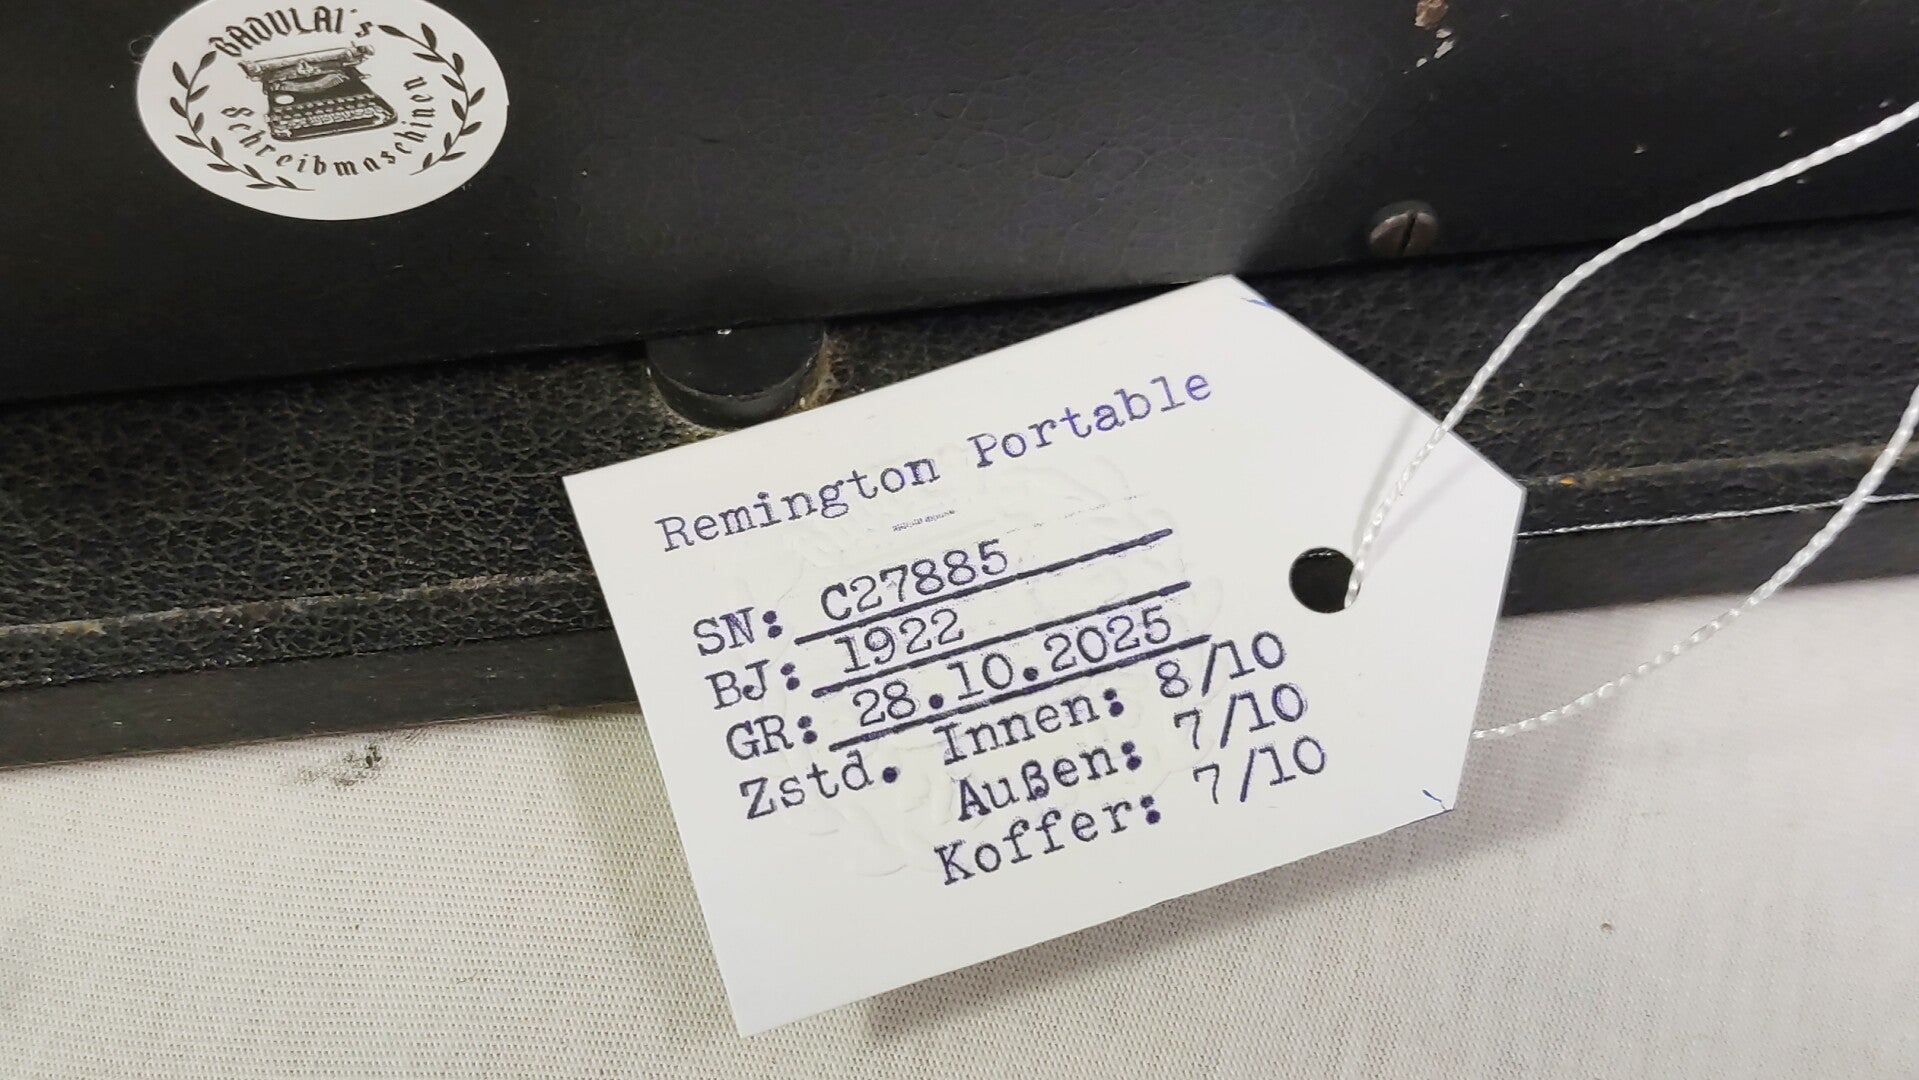 GADULAI's
Schreibmaschinen
Remington Portable
SN: C27885
BJ: 1922
GR: 28.10.2025
Zstd. Innen: 8/10
Außen: 7/10
Koffer: 7/10